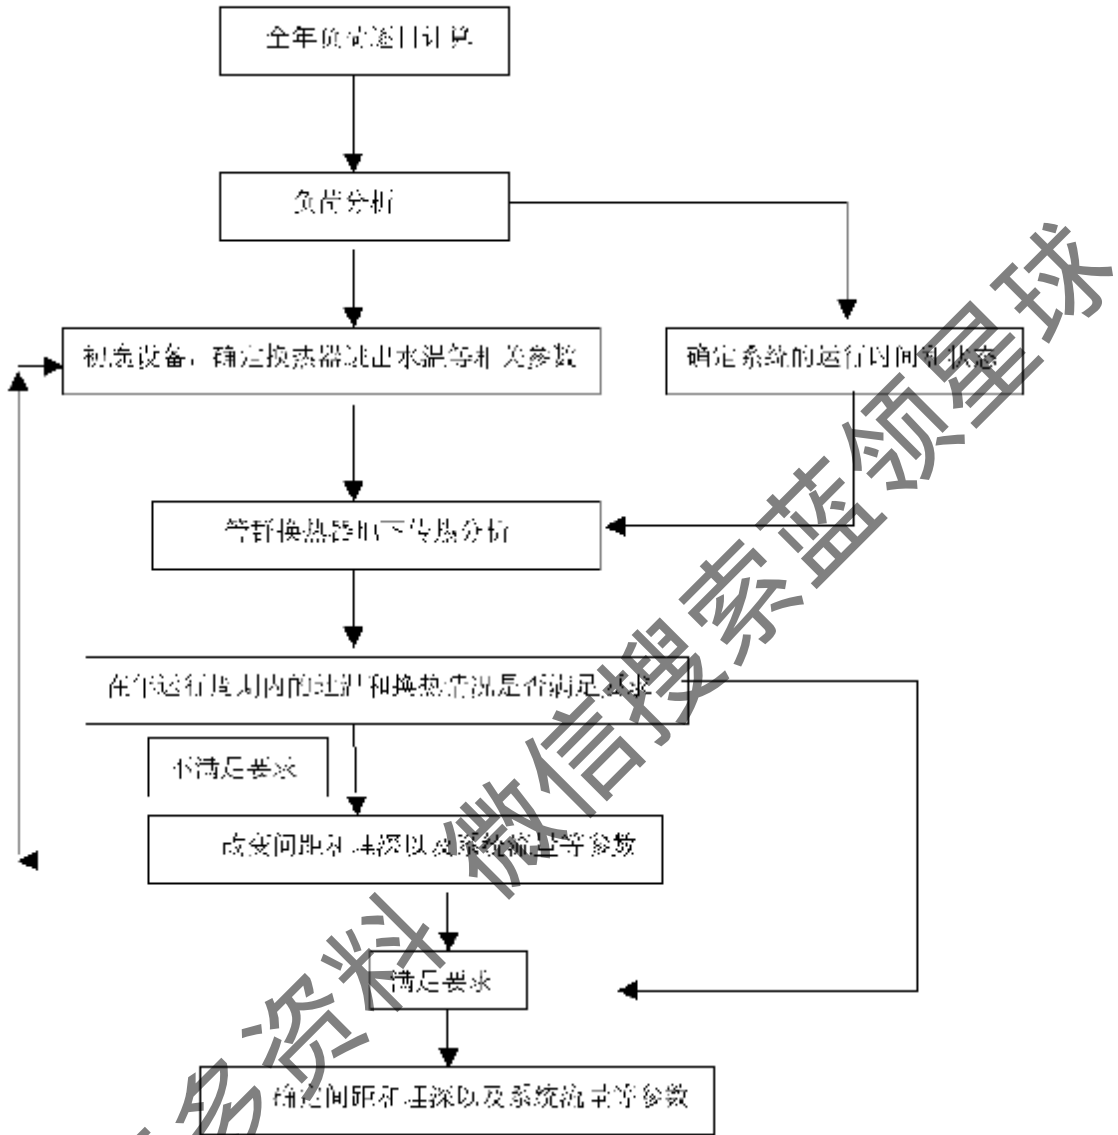 全年负荷逐日计算
负荷分析
初选设备，确定换热器进出水温等相关参数
确定系统的运行时间和状态
管群换热器地下传热分析
在年运行周期内的地温和换热情况是否满足要求
不满足要求
改变间距和埋深以及系统流量等参数
满足要求
确定间距和埋深以及系统流量等参数
多资料 微信搜索蓝领星球